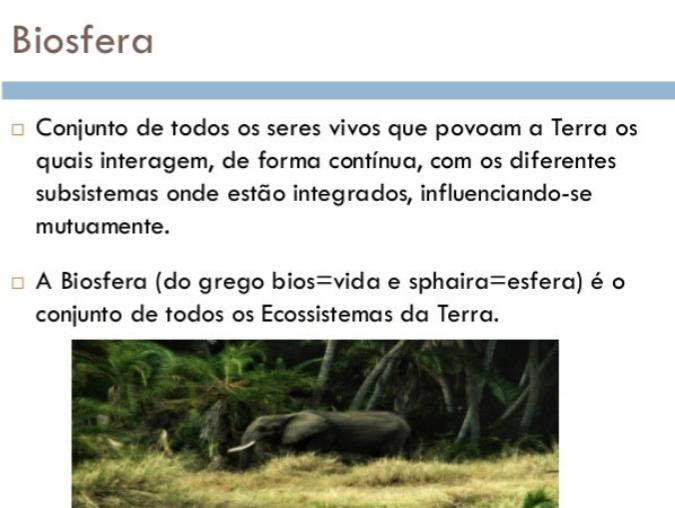 Biosfera
Conjunto de todos os seres vivos que povoam a Terra os
quais interagem, de forma contínua, com os diferentes
subsistemas onde estão integrados, influenciando-se
mutuamente.
A Biosfera (do grego bios=vida e sphaira=esfera) é o
conjunto de todos os Ecossistemas da Terra.